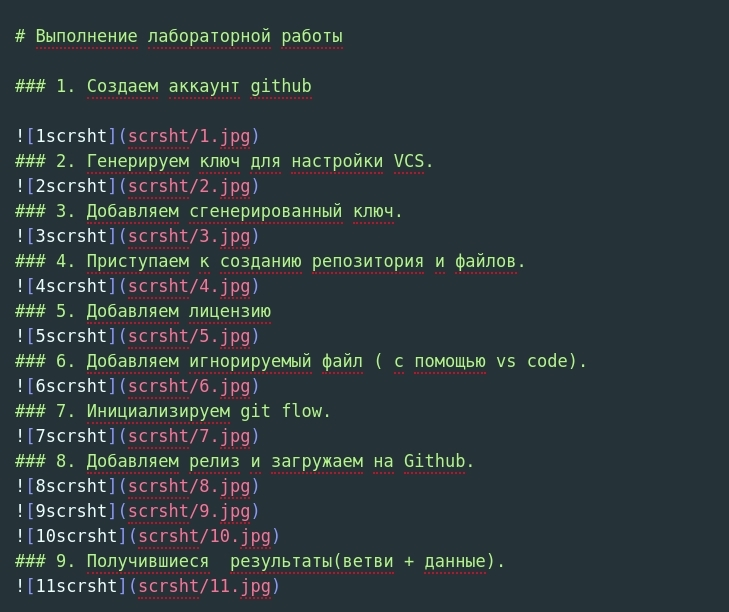 # Выполнение лабораторной работы
### 1. Создаем аккаунт github
![1scrsht](scrsht/1.jpg)
### 2. Генерируем ключ для настройки VCS.
![2scrsht](scrsht/2.jpg)
### 3. Добавляем сгенерированный ключ.
![3scrsht](scrsht/3.jpg)
### 4. Приступаем к созданию репозитория и файлов.
![4scrsht](scrsht/4.jpg)
### 5. Добавляем лицензию
![5scrsht](scrsht/5.jpg)
### 6. Добавляем игнорируемый файл ( с помощью vs code).
![6scrsht](scrsht/6.jpg)
### 7. Инициализируем git flow.
![7scrsht](scrsht/7.jpg)
### 8. Добавляем релиз и загружаем на Github.
![8scrsht](scrsht/8.jpg)
![9scrsht](scrsht/9.jpg)
![10scrsht](scrsht/10.jpg)
### 9. Получившиеся  результаты(ветви + данные).
![11scrsht](scrsht/11.jpg)